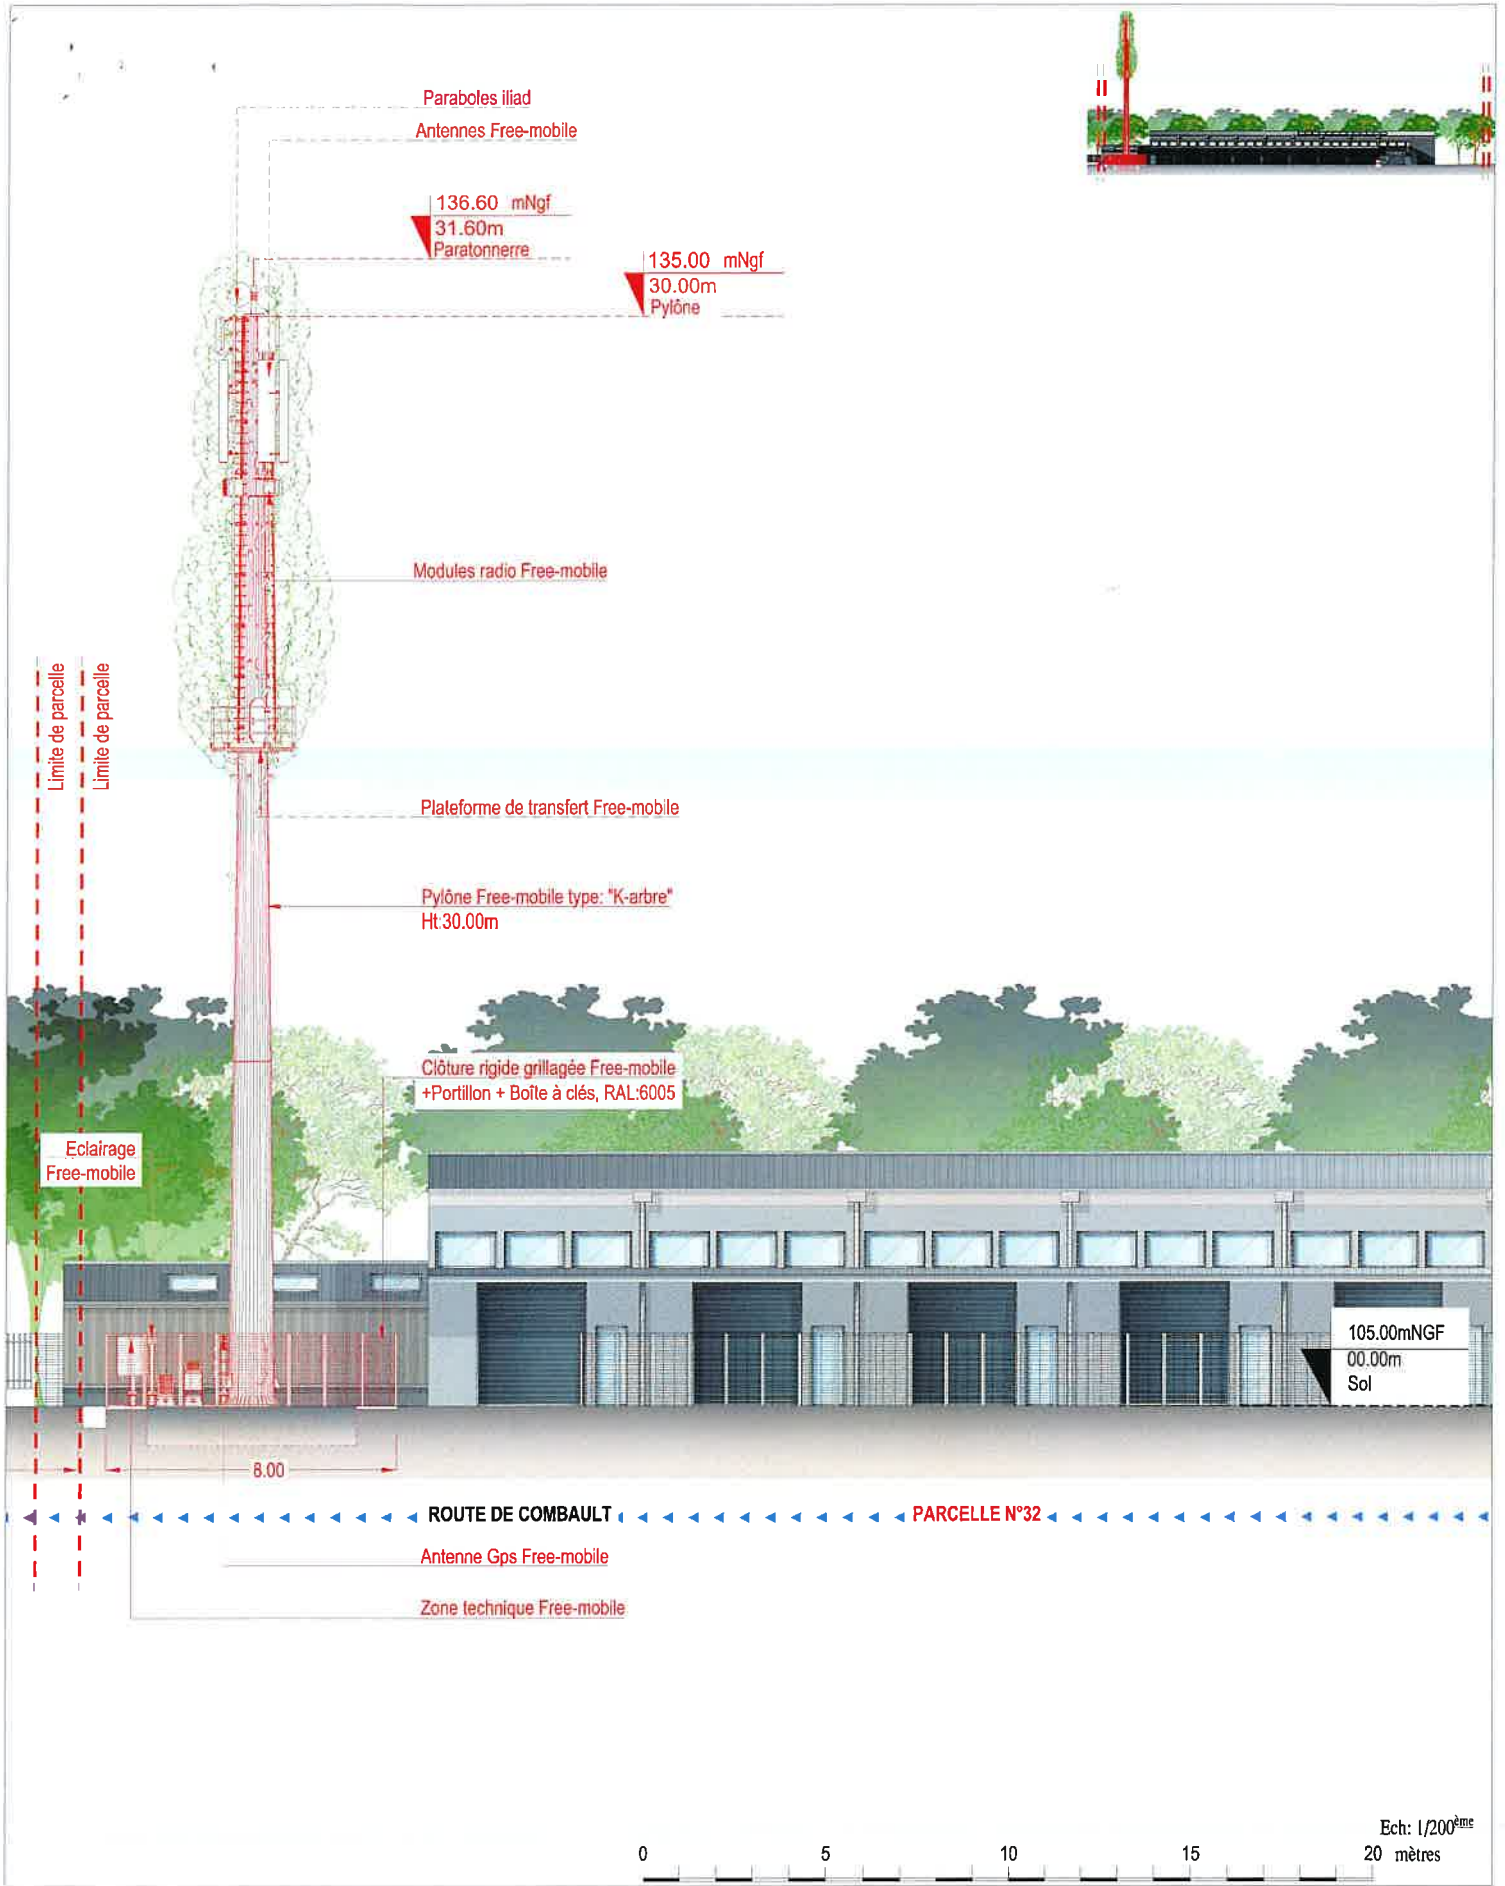 Paraboles iliad
Antennes Free-mobile
136.60 mNgf
31.60m
Paratonnerre
135.00 mNgf
30.00m
Pylône
Modules radio Free-mobile
Limite de parcelle
Limite de parcelle
Plateforme de transfert Free-mobile
Pylône Free-mobile type: "K-arbre"
Ht:30.00m
Clôture rigide grillagée Free-mobile
+Portillon + Boîte à clés, RAL:6005
Eclairage
Free-mobile
105.00mNGF
00.00m
Sol
8.00
ROUTE DE COMBAULT
PARCELLE N°32
Antenne Gps Free-mobile
Zone technique Free-mobile
Ech: 1/200ème
0 5 10 15 20 mètres